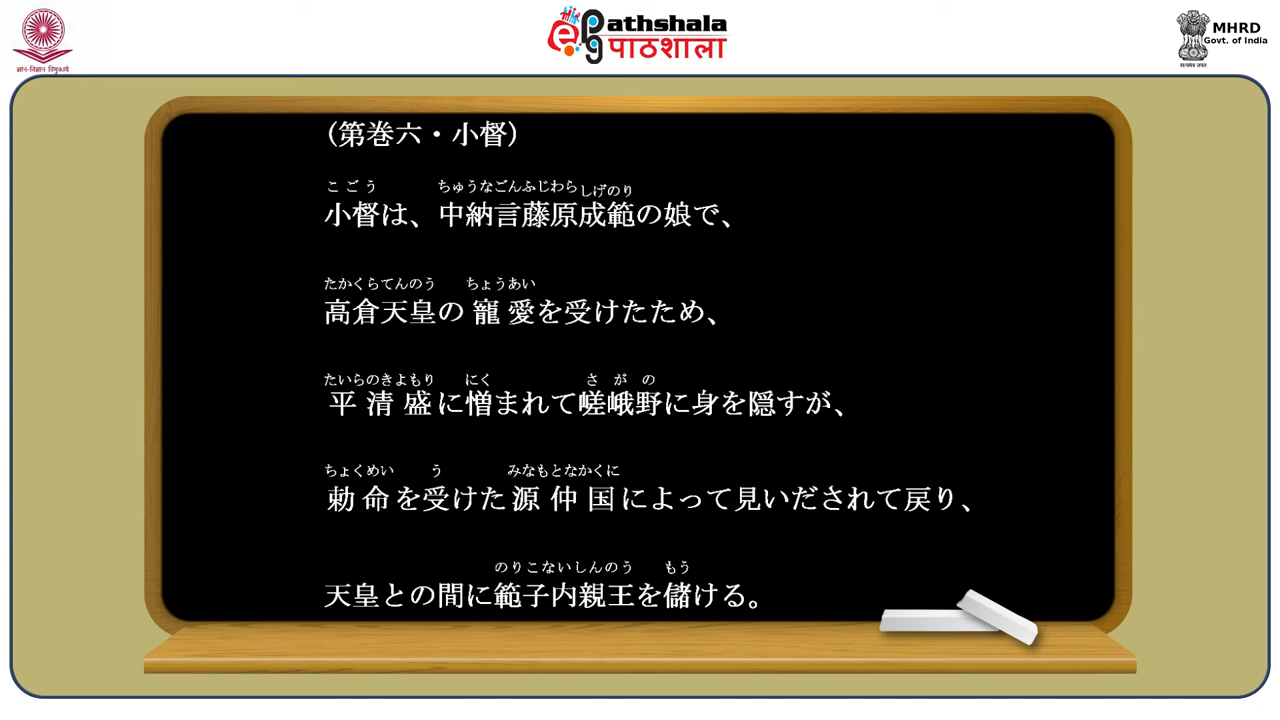 ज्ञान-विज्ञान विमुक्तये
ePathshala
पाठशाला
MHRD
Govt. of India
सत्यमेव जयते
（第巻六・小督）
こごう ちゅうなごんふじわらしげのり
小督は、中納言藤原成範の娘で、
たかくらてんのう ちょうあい
高倉天皇の寵愛を受けたため、
たいらのきよもり にく さがの
平清盛に憎まれて嵯峨野に身を隠すが、
ちょくめい う みなもとなかくに
勅命を受けた源仲国によって見いだされて戻り、
のりこないしんのう もう
天皇との間に範子内親王を儲ける。